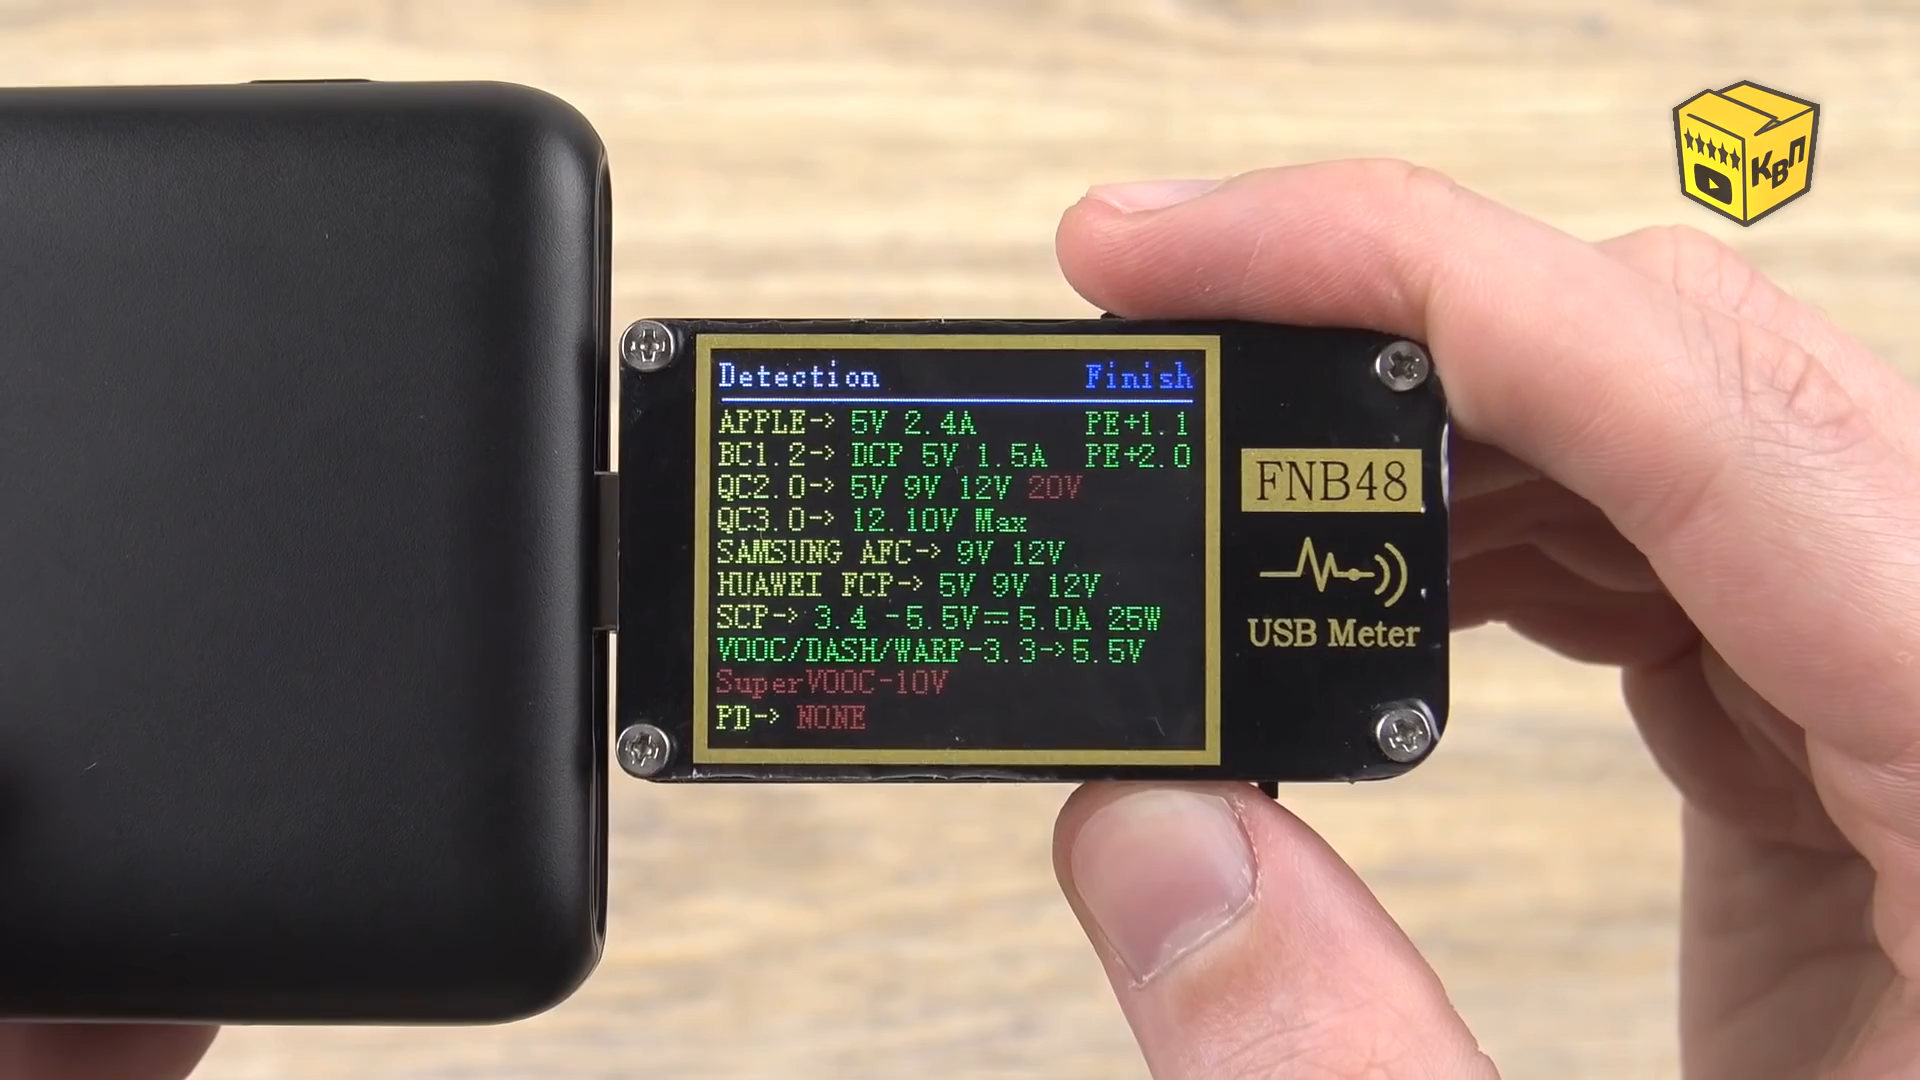 КВП
Detection Finish
APPLE-> 5V 2.4A PE+1.1
BC1.2-> DCP 5V 1.5A PE+2.0
QC2.0-> 5V 9V 12V 20V
QC3.0-> 12.10V Max
SAMSUNG AFC-> 9V 12V
HUAWEI FCP-> 5V 9V 12V
SCP-> 3.4 -5.5V⎓5.0A 25W
VOOC/DASH/WARP-3.3->5.5V
SuperVOOC-10V
PD-> NONE
FNB48
USB Meter